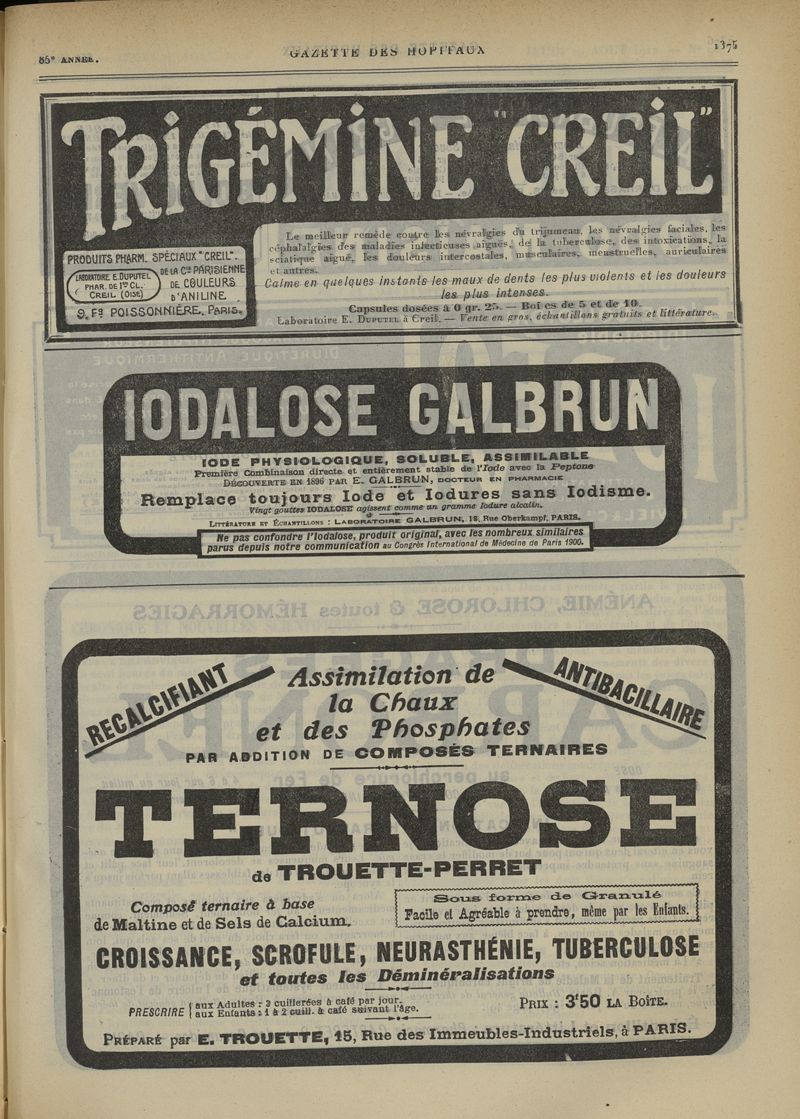 85e ANNÉE.
GAZETTE DES HOPITAUX
1375
TRIGÉMINE "CREIL"
PRODUITS PHARM. SPÉCIAUX "CREIL".
LABORATOIRE E. DUPUTEL
PHAR. DE 1re CL.
CREIL (OISE)
DE LA Cie PARISIENNE
DE COULEURS
D'ANILINE.
9, Fg POISSONNIÈRE, PARIS.
Le meilleur remède contre les névralgies du trijumeau, les névralgies faciales, les
céphalalgies des maladies infectieuses aiguës, de la tuberculose, des intoxications, la
sciatique aiguë, les douleurs intercostales, musculaires, menstruelles, auriculaires
et autres.
Calme en quelques instants les maux de dents les plus violents et les douleurs
les plus intenses.
Capsules dosées à 0 gr. 25. — Boîtes de 5 et de 10.
Laboratoire E. DUPUTEL à Creil. — Vente en gros, échantillons gratuits et littérature.
IODALOSE GALBRUN
IODE PHYSIOLOGIQUE, SOLUBLE, ASSIMILABLE
Première Combinaison directe et entièrement stable de l'Iode avec la Peptone
DÉCOUVERTE EN 1896 PAR E. GALBRUN, DOCTEUR EN PHARMACIE
Remplace toujours Iode et Iodures sans Iodisme.
Vingt gouttes IODALOSE agissent comme un gramme Iodure alcalin.
LITTÉRATURE ET ÉCHANTILLONS : LABORATOIRE GALBRUN, 18, Rue Oberkampf, PARIS.
Ne pas confondre l'Iodalose, produit original, avec les nombreux similaires
parus depuis notre communication au Congrès International de Médecine de Paris 1900.
RECALCIFIANT
Assimilation de
la Chaux
et des Phosphates
ANTIBACILLAIRE
PAR ADDITION DE COMPOSÉS TERNAIRES
TERNOSE
de TROUETTE-PERRET
Composé ternaire à base
de Maltine et de Sels de Calcium.
Sous forme de Granulé
Facile et Agréable à prendre, même par les Enfants.
CROISSANCE, SCROFULE, NEURASTHÉNIE, TUBERCULOSE
et toutes les Déminéralisations
PRESCRIRE
aux Adultes : 3 cuillerées à café par jour.
aux Enfants : 1 à 2 cuill. à café suivant l'âge.
PRIX : 3f50 LA BOÎTE.
PRÉPARÉ par E. TROUETTE, 15, Rue des Immeubles-Industriels, à PARIS.